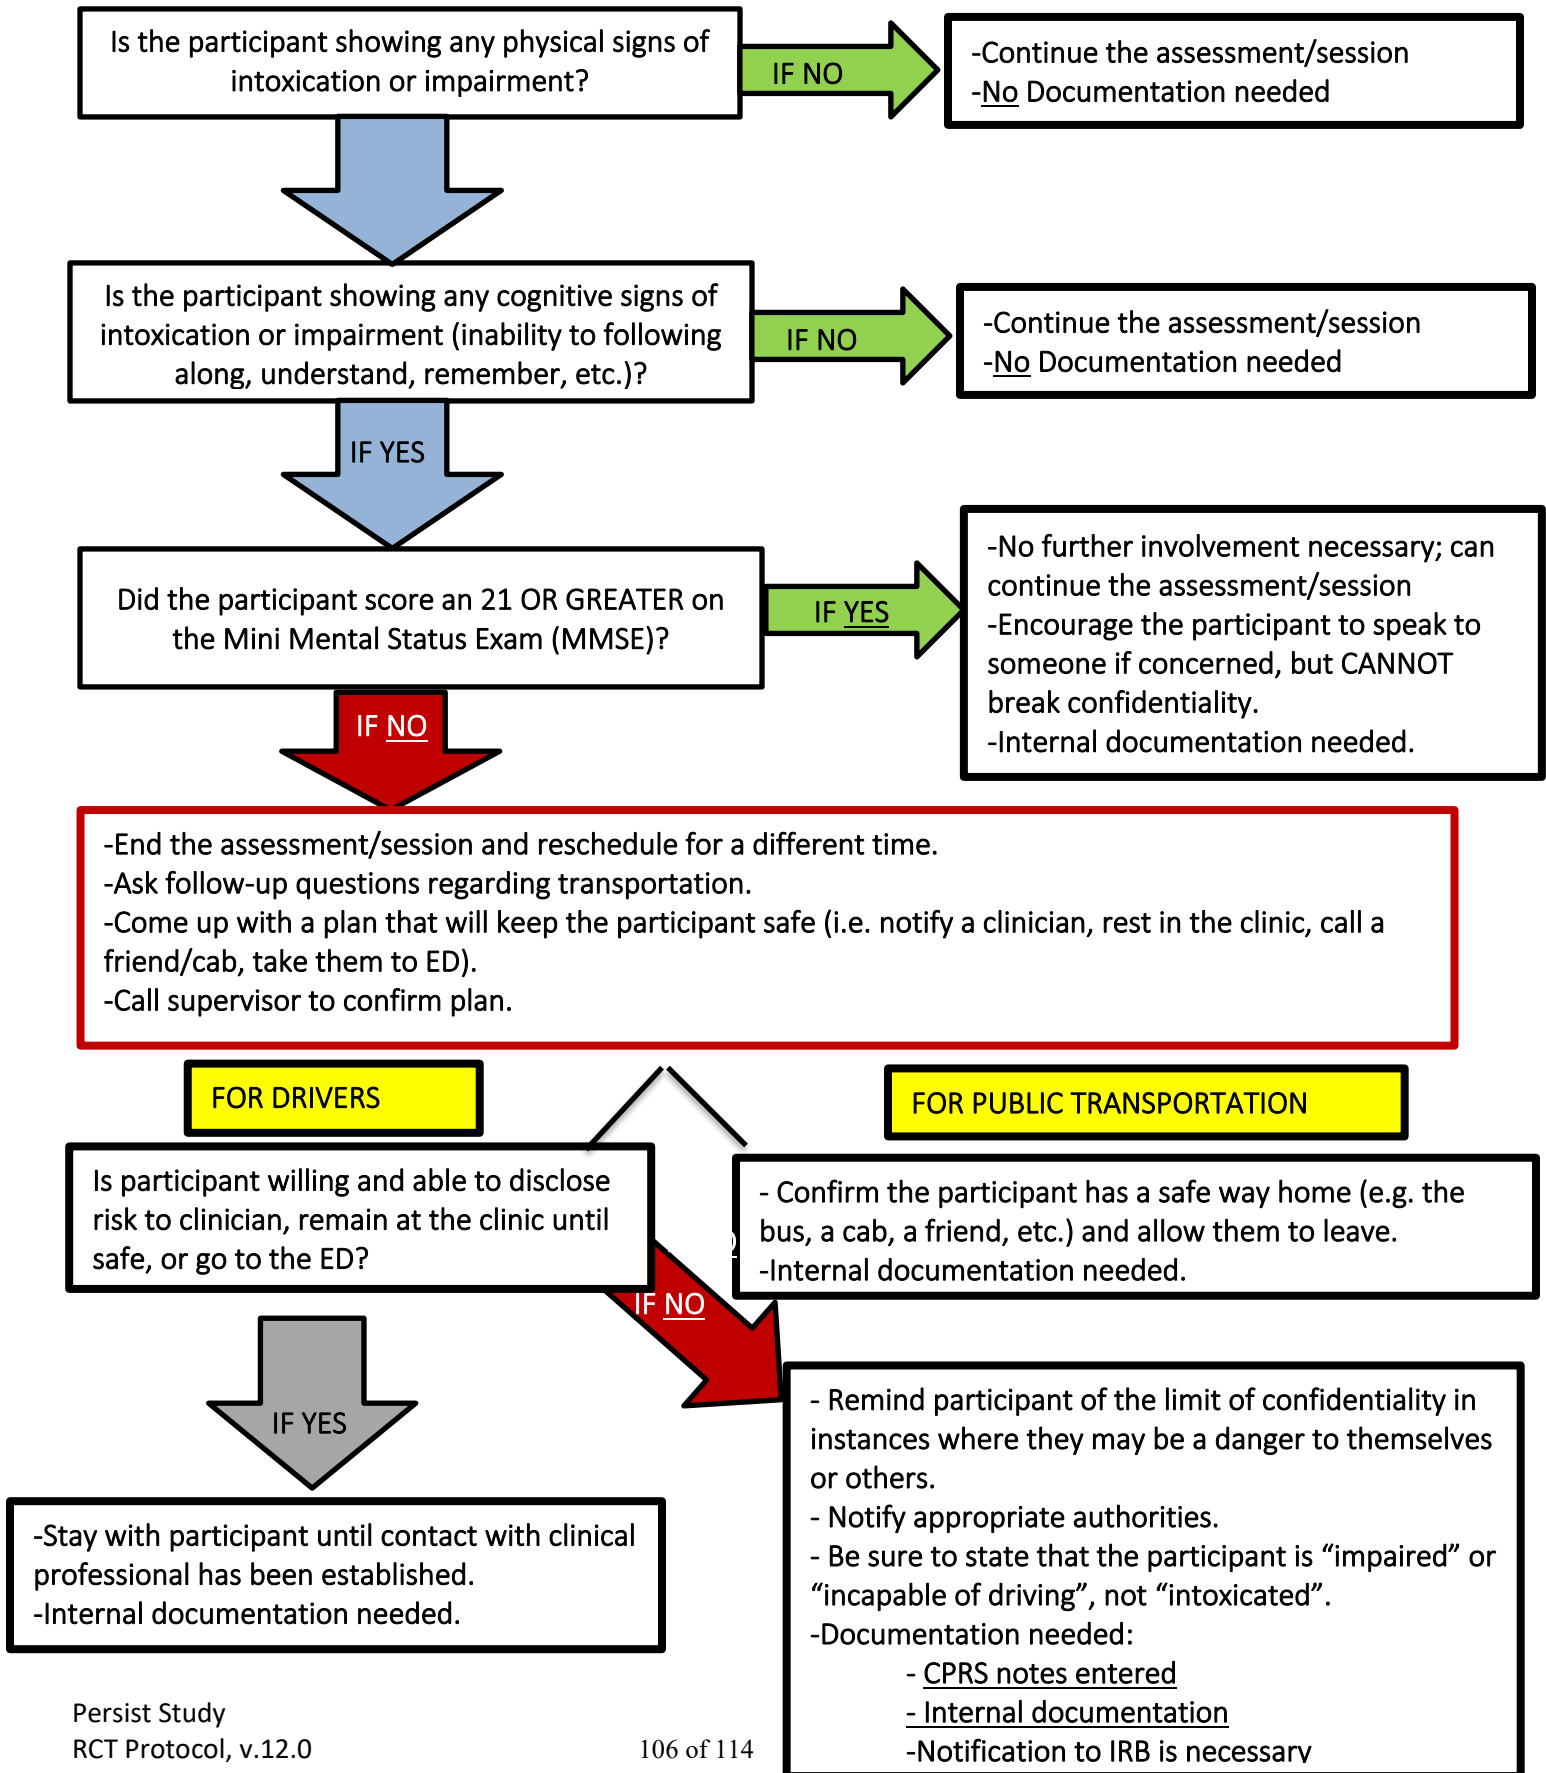 Is the participant showing any physical signs of
intoxication or impairment?
IF NO
-Continue the assessment/session
-No Documentation needed
Is the participant showing any cognitive signs of
intoxication or impairment (inability to following
along, understand, remember, etc.)?
IF NO
-Continue the assessment/session
-No Documentation needed
IF YES
Did the participant score an 21 OR GREATER on
the Mini Mental Status Exam (MMSE)?
IF YES
-No further involvement necessary; can
continue the assessment/session
-Encourage the participant to speak to
someone if concerned, but CANNOT
break confidentiality.
-Internal documentation needed.
IF NO
-End the assessment/session and reschedule for a different time.
-Ask follow-up questions regarding transportation.
-Come up with a plan that will keep the participant safe (i.e. notify a clinician, rest in the clinic, call a
friend/cab, take them to ED).
-Call supervisor to confirm plan.
FOR DRIVERS
FOR PUBLIC TRANSPORTATION
Is participant willing and able to disclose
risk to clinician, remain at the clinic until
safe, or go to the ED?
- Confirm the participant has a safe way home (e.g. the
bus, a cab, a friend, etc.) and allow them to leave.
-Internal documentation needed.
IF NO
IF YES
- Remind participant of the limit of confidentiality in
instances where they may be a danger to themselves
or others.
- Notify appropriate authorities.
- Be sure to state that the participant is “impaired” or
“incapable of driving”, not “intoxicated”.
-Documentation needed:
- CPRS notes entered
- Internal documentation
-Notification to IRB is necessary
-Stay with participant until contact with clinical
professional has been established.
-Internal documentation needed.
Persist Study
RCT Protocol, v.12.0
106 of 114